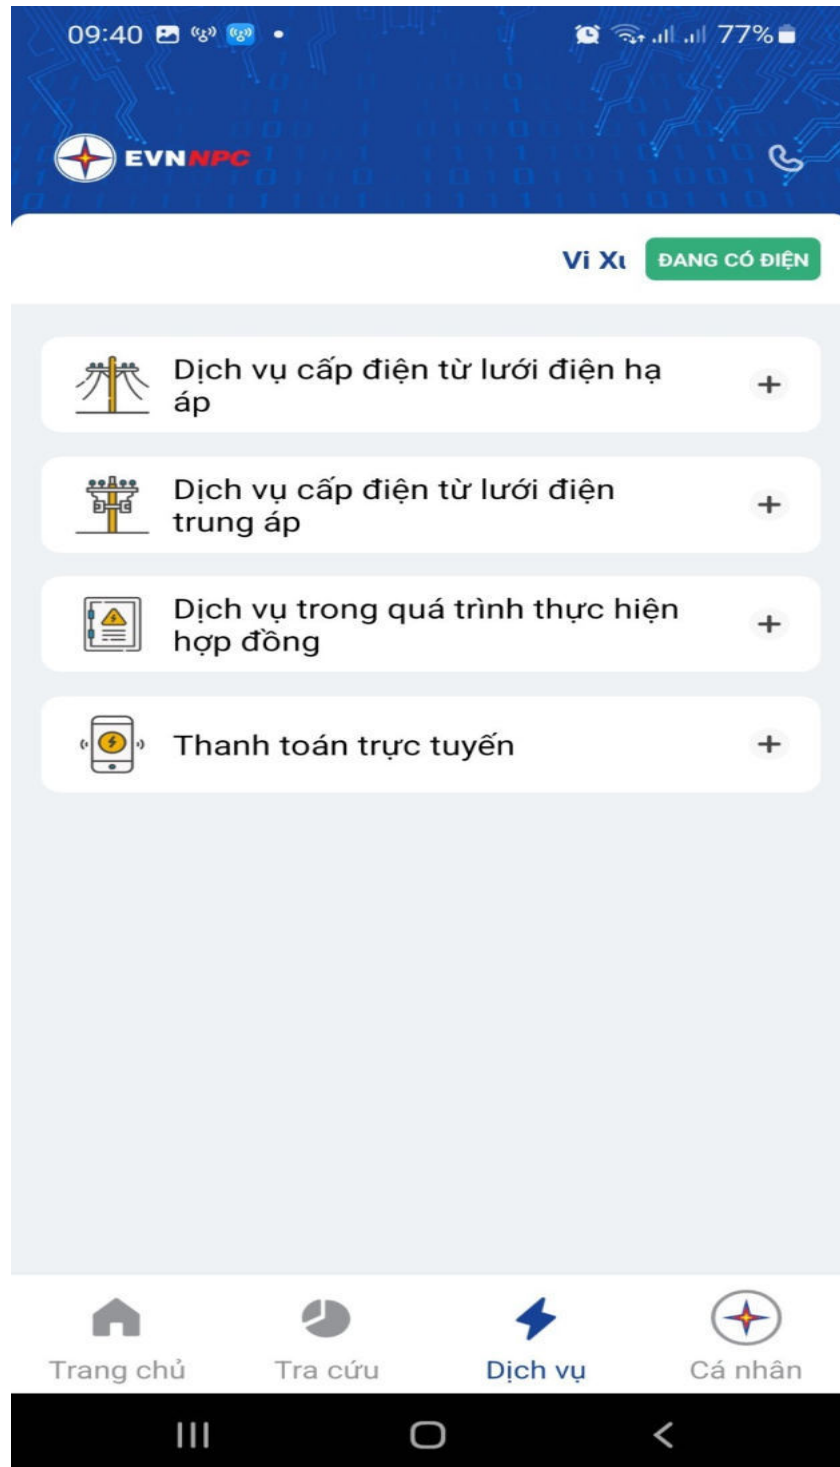 09:40
77%
EVNNPC
Vi Xu
ĐANG CÓ ĐIỆN
Dịch vụ cấp điện từ lưới điện hạ
áp
Dịch vụ cấp điện từ lưới điện
trung áp
Dịch vụ trong quá trình thực hiện
hợp đồng
Thanh toán trực tuyến
Trang chủ
Tra cứu
Dịch vụ
Cá nhân